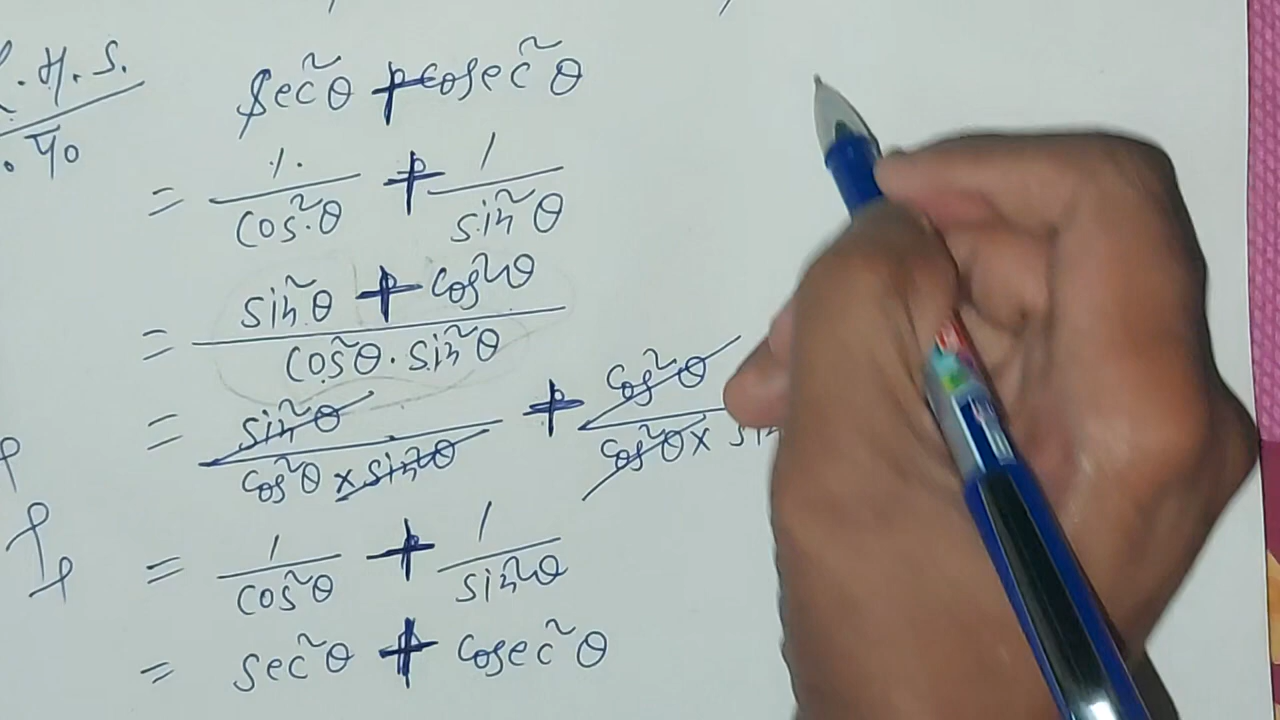 .H.S. sec²θ + cosec²θ
= 1/cos²θ + 1/sin²θ
= (sin²θ + cos²θ)/(cos²θ · sin²θ)
= sin²θ/(cos²θ × sin²θ) + cos²θ/(cos²θ × si
= 1/cos²θ + 1/sin²θ
= sec²θ + cosec²θ